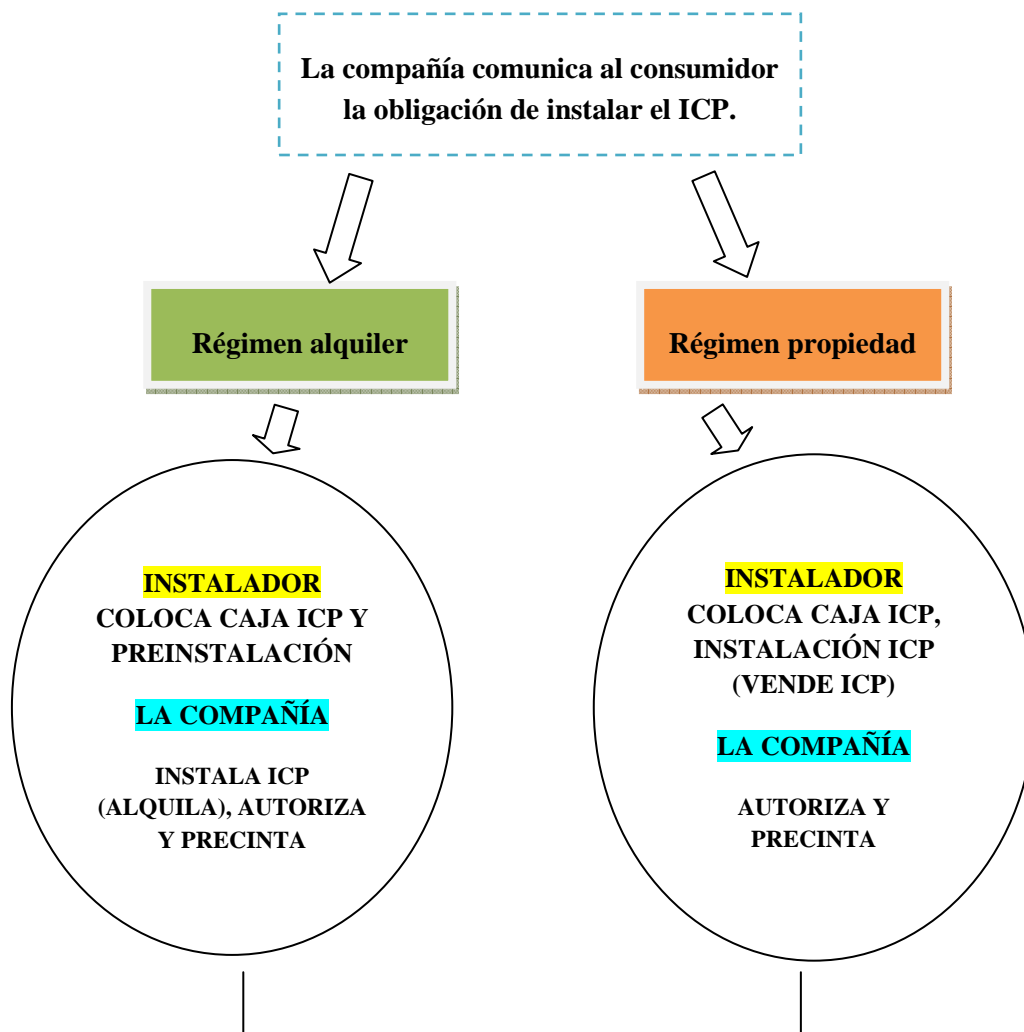 La compañía comunica al consumidor
la obligación de instalar el ICP.
Régimen alquiler
Régimen propiedad
INSTALADOR
COLOCA CAJA ICP Y
PREINSTALACIÓN
LA COMPAÑÍA
INSTALA ICP
(ALQUILA), AUTORIZA
Y PRECINTA
INSTALADOR
COLOCA CAJA ICP,
INSTALACIÓN ICP
(VENDE ICP)
LA COMPAÑÍA
AUTORIZA Y
PRECINTA